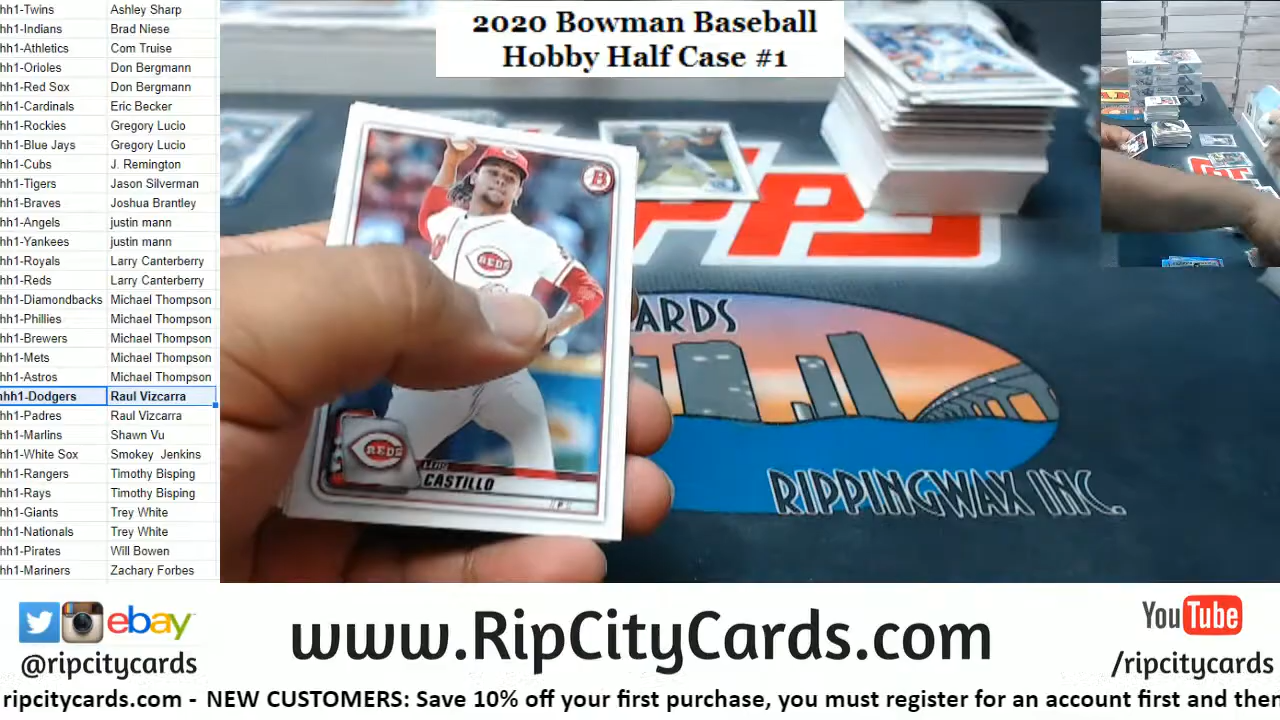 2020 Bowman Baseball
Hobby Half Case #1
hh1-Twins Ashley Sharp
hh1-Indians Brad Niese
hh1-Athletics Com Truise
hh1-Orioles Don Bergmann
hh1-Red Sox Don Bergmann
hh1-Cardinals Eric Becker
hh1-Rockies Gregory Lucio
hh1-Blue Jays Gregory Lucio
hh1-Cubs J. Remington
hh1-Tigers Jason Silverman
hh1-Braves Joshua Brantley
hh1-Angels justin mann
hh1-Yankees justin mann
hh1-Royals Larry Canterberry
hh1-Reds Larry Canterberry
hh1-Diamondbacks Michael Thompson
hh1-Phillies Michael Thompson
hh1-Brewers Michael Thompson
hh1-Mets Michael Thompson
hh1-Astros Michael Thompson
hh1-Dodgers Raul Vizcarra
hh1-Padres Raul Vizcarra
hh1-Marlins Shawn Vu
hh1-White Sox Smokey Jenkins
hh1-Rangers Timothy Bisping
hh1-Rays Timothy Bisping
hh1-Giants Trey White
hh1-Nationals Trey White
hh1-Pirates Will Bowen
hh1-Mariners Zachary Forbes
B
REDS
REDS
LUIS
CASTILLO
P
PPS
ARDS
RIPPINGWAX INC.
ebay
@ripcitycards
www.RipCityCards.com
YouTube
/ripcitycards
ripcitycards.com - NEW CUSTOMERS: Save 10% off your first purchase, you must register for an account first and then